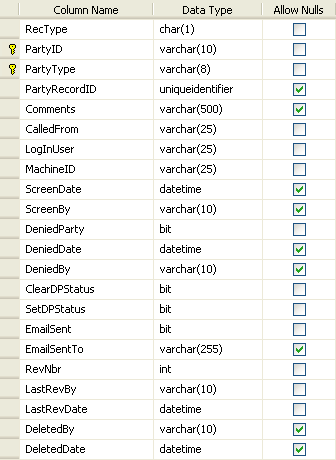 Column Name Data Type Allow Nulls
RecType char(1)
PartyID varchar(10)
PartyType varchar(8)
PartyRecordID uniqueidentifier
Comments varchar(500)
CalledFrom varchar(25)
LogInUser varchar(25)
MachineID varchar(25)
ScreenDate datetime
ScreenBy varchar(10)
DeniedParty bit
DeniedDate datetime
DeniedBy varchar(10)
ClearDPStatus bit
SetDPStatus bit
EmailSent bit
EmailSentTo varchar(255)
RevNbr int
LastRevBy varchar(10)
LastRevDate datetime
DeletedBy varchar(10)
DeletedDate datetime